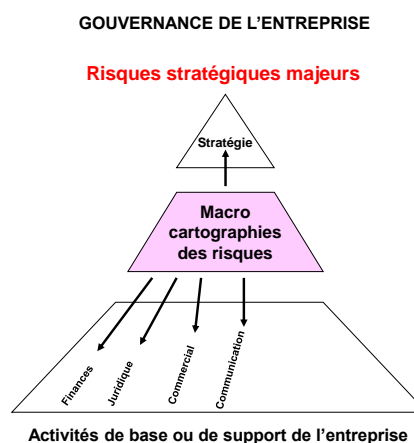 GOUVERNANCE DE L'ENTREPRISE
Risques stratégiques majeurs
Stratégie
Macro
cartographies
des risques
Finances
Juridique
Commercial
Communication
Activités de base ou de support de l'entreprise